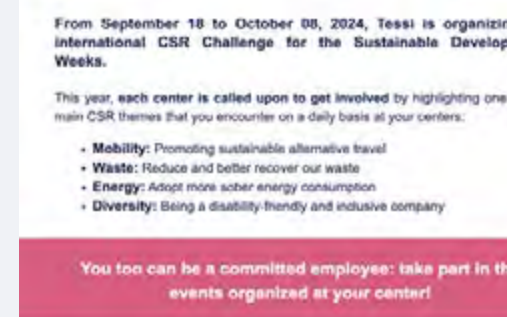 From September 18 to October 08, 2024, Tessi is organizin
international CSR Challenge for the Sustainable Develop
Weeks.
This year, each center is called upon to get involved by highlighting one
main CSR themes that you encounter on a daily basis at your centers:
• Mobility: Promoting sustainable alternative travel
• Waste: Reduce and better recover our waste
• Energy: Adopt more sober energy consumption
• Diversity: Being a disability-friendly and inclusive company
You too can be a committed employee: take part in th
events organized at your center!